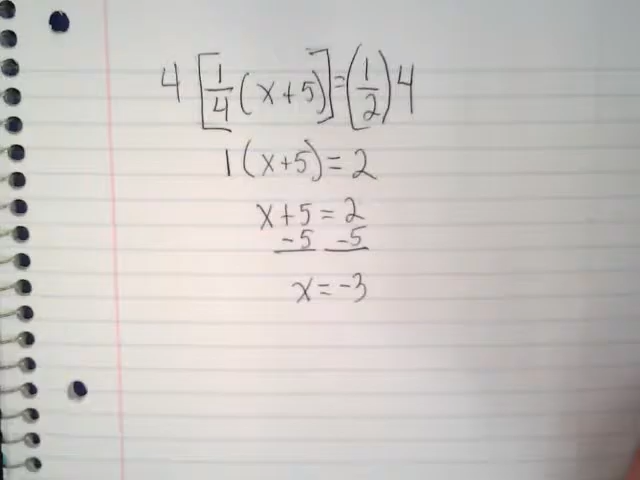 4[1/4(x+5)]=(1/2)4
1(x+5)=2
x+5=2
-5 -5
x=-3